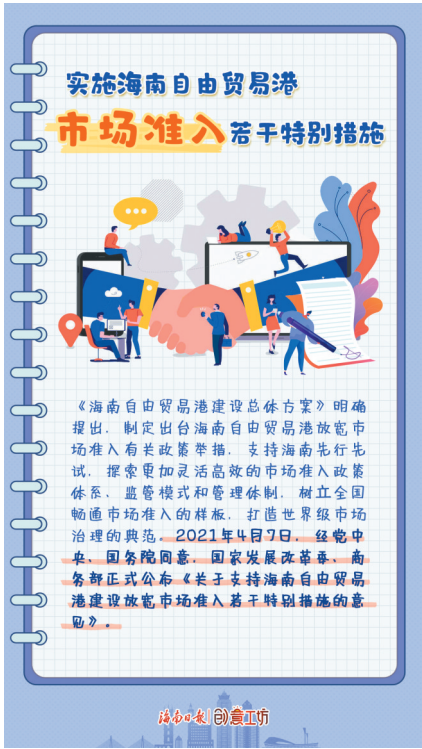 实施海南自由贸易港
市场准入若干特别措施
《海南自由贸易港建设总体方案》明确
提出，制定出台海南自由贸易港放宽市
场准入有关政策举措，支持海南先行先
试，探索更加灵活高效的市场准入政策
体系、监管模式和管理体制，树立全国
畅通市场准入的样板，打造世界级市场
治理的典范。2021年4月7日，经党中
央、国务院同意，国家发展改革委、商
务部正式公布《关于支持海南自由贸易
港建设放宽市场准入若干特别措施的意
见》。
海南日报 创意工坊